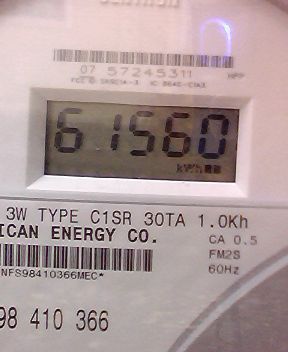 07 57245311
61560
kWh
3W TYPE C1SR 30TA 1.0Kh
ICAN ENERGY CO.
CA 0.5
FM2S
60Hz
NFS98410366MEC*
98 410 366